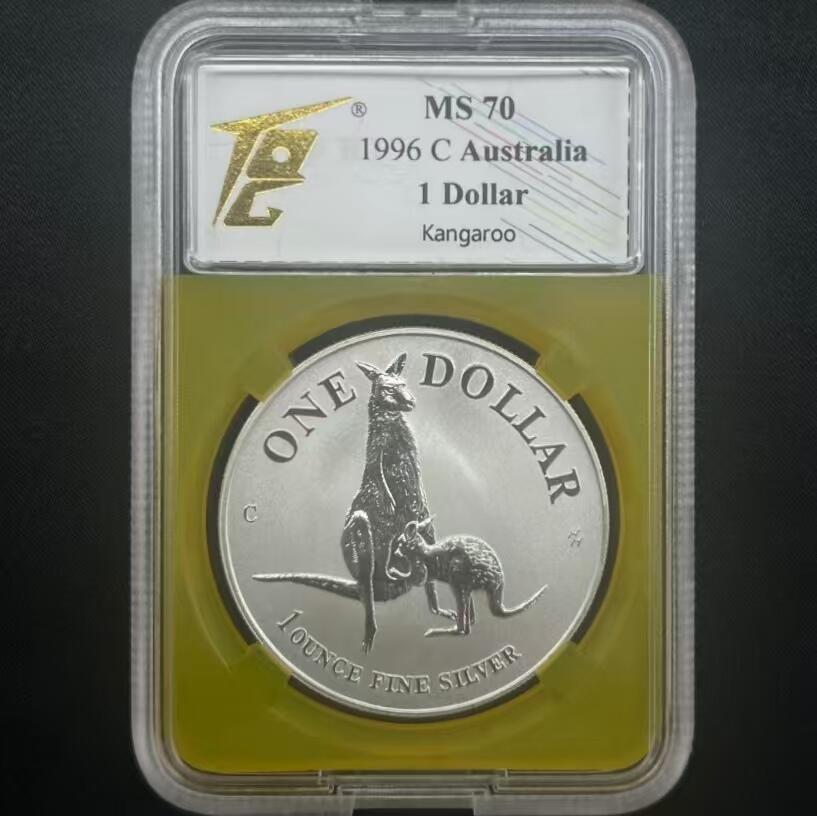 ®
MS 70
1996 C Australia
1 Dollar
Kangaroo
ONE DOLLAR
C
1 OUNCE FINE SILVER